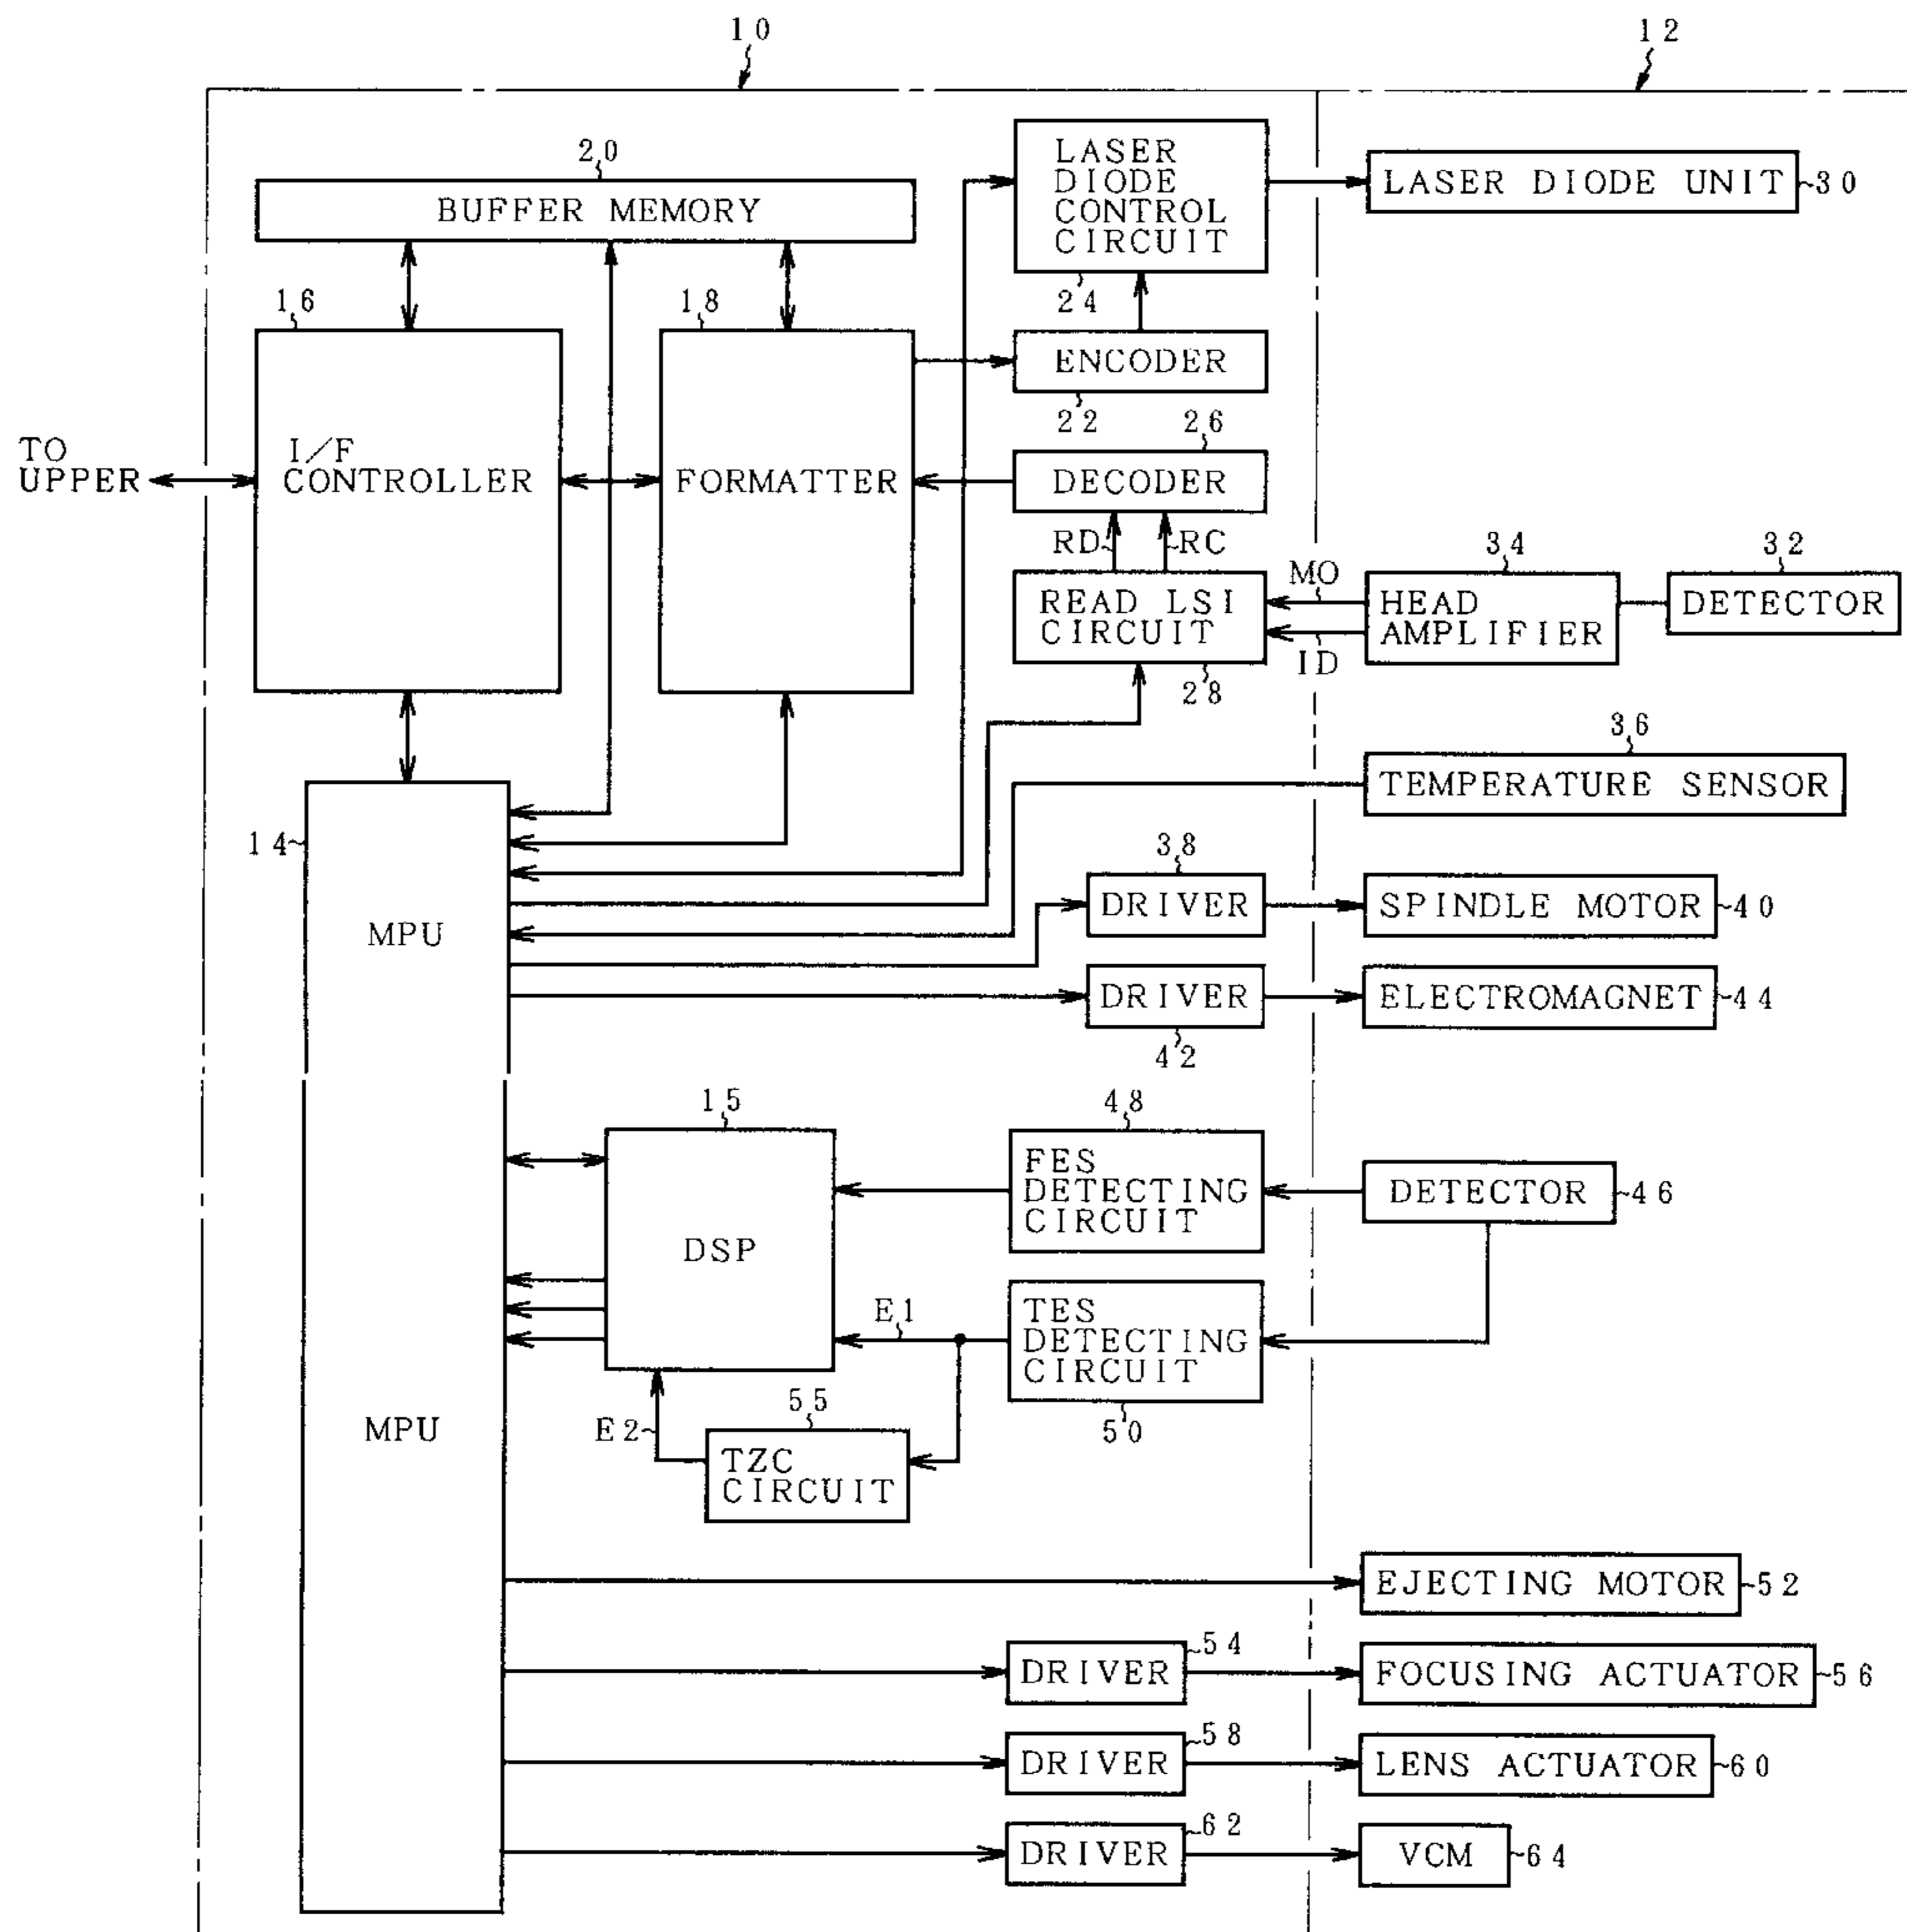 10
12
20
BUFFER MEMORY
LASER
DIODE
CONTROL
CIRCUIT
24
LASER DIODE UNIT
30
16
18
ENCODER
22
26
TO
UPPER
I/F
CONTROLLER
FORMATTER
DECODER
RD
RC
READ LSI
CIRCUIT
28
MO
ID
34
HEAD
AMPLIFIER
32
DETECTOR
36
TEMPERATURE SENSOR
14
MPU
38
DRIVER
SPINDLE MOTOR
40
DRIVER
42
ELECTROMAGNET
44
15
DSP
48
FES
DETECTING
CIRCUIT
DETECTOR
46
E1
TES
DETECTING
CIRCUIT
50
E2
55
TZC
CIRCUIT
MPU
EJECTING MOTOR
52
DRIVER
54
FOCUSING ACTUATOR
56
DRIVER
58
LENS ACTUATOR
60
DRIVER
62
VCM
64